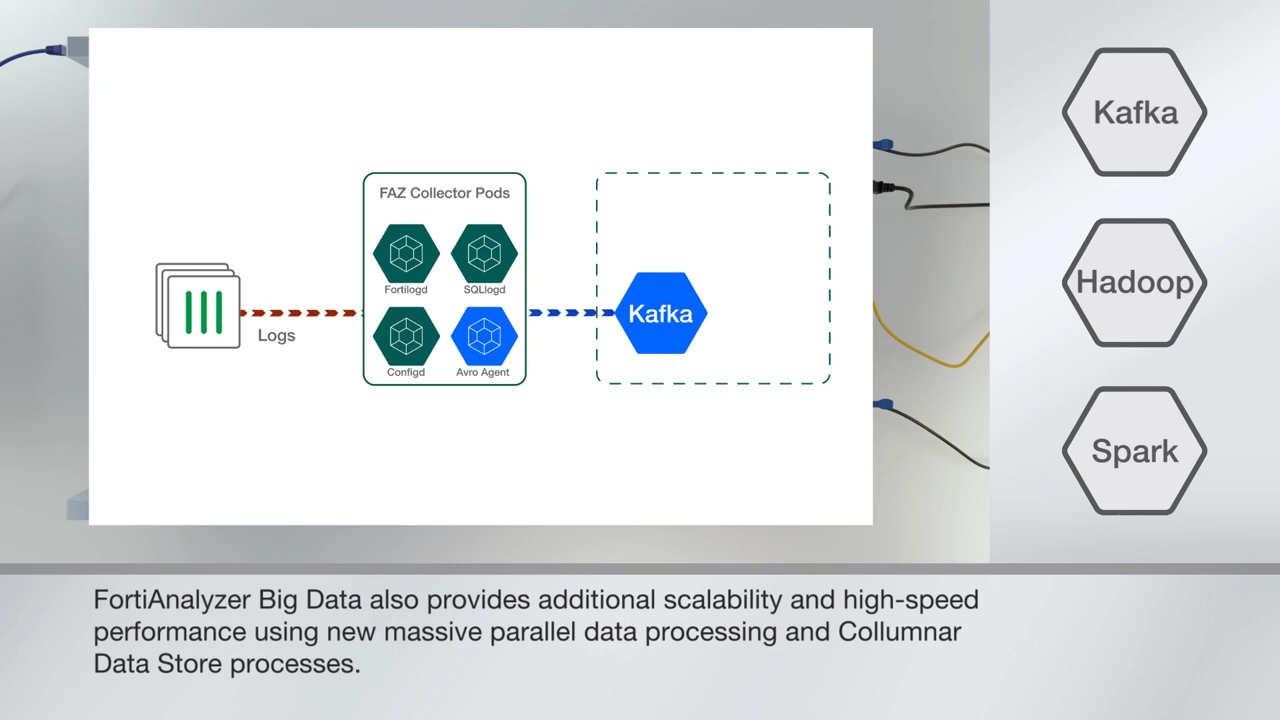 FAZ Collector Pods
Fortilogd
SQLlogd
Logs
Configd
Avro Agent
Kafka
Kafka
Hadoop
Spark
FortiAnalyzer Big Data also provides additional scalability and high-speed
performance using new massive parallel data processing and Collumnar
Data Store processes.